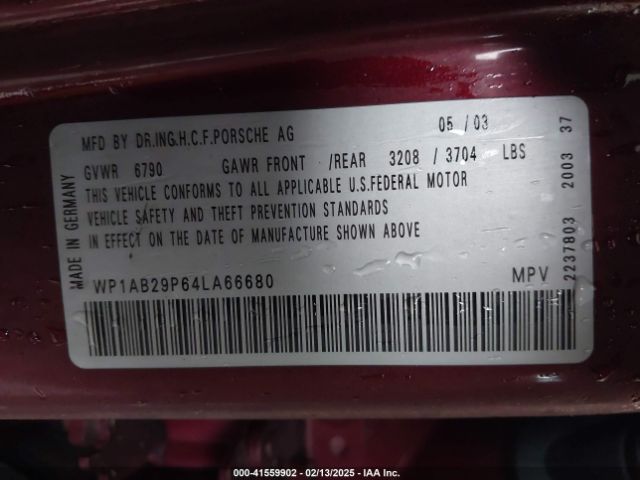 MFD BY DR.ING.H.C.F.PORSCHE AG 05 / 03
GVWR 6790 GAWR FRONT /REAR 3208 / 3704 LBS
THIS VEHICLE CONFORMS TO ALL APPLICABLE U.S.FEDERAL MOTOR
VEHICLE SAFETY AND THEFT PREVENTION STANDARDS
IN EFFECT ON THE DATE OF MANUFACTURE SHOWN ABOVE
WP1AB29P64LA66680 MPV
MADE IN GERMANY
2237803 2003 37
000-41559902 - 02/13/2025 - IAA Inc.